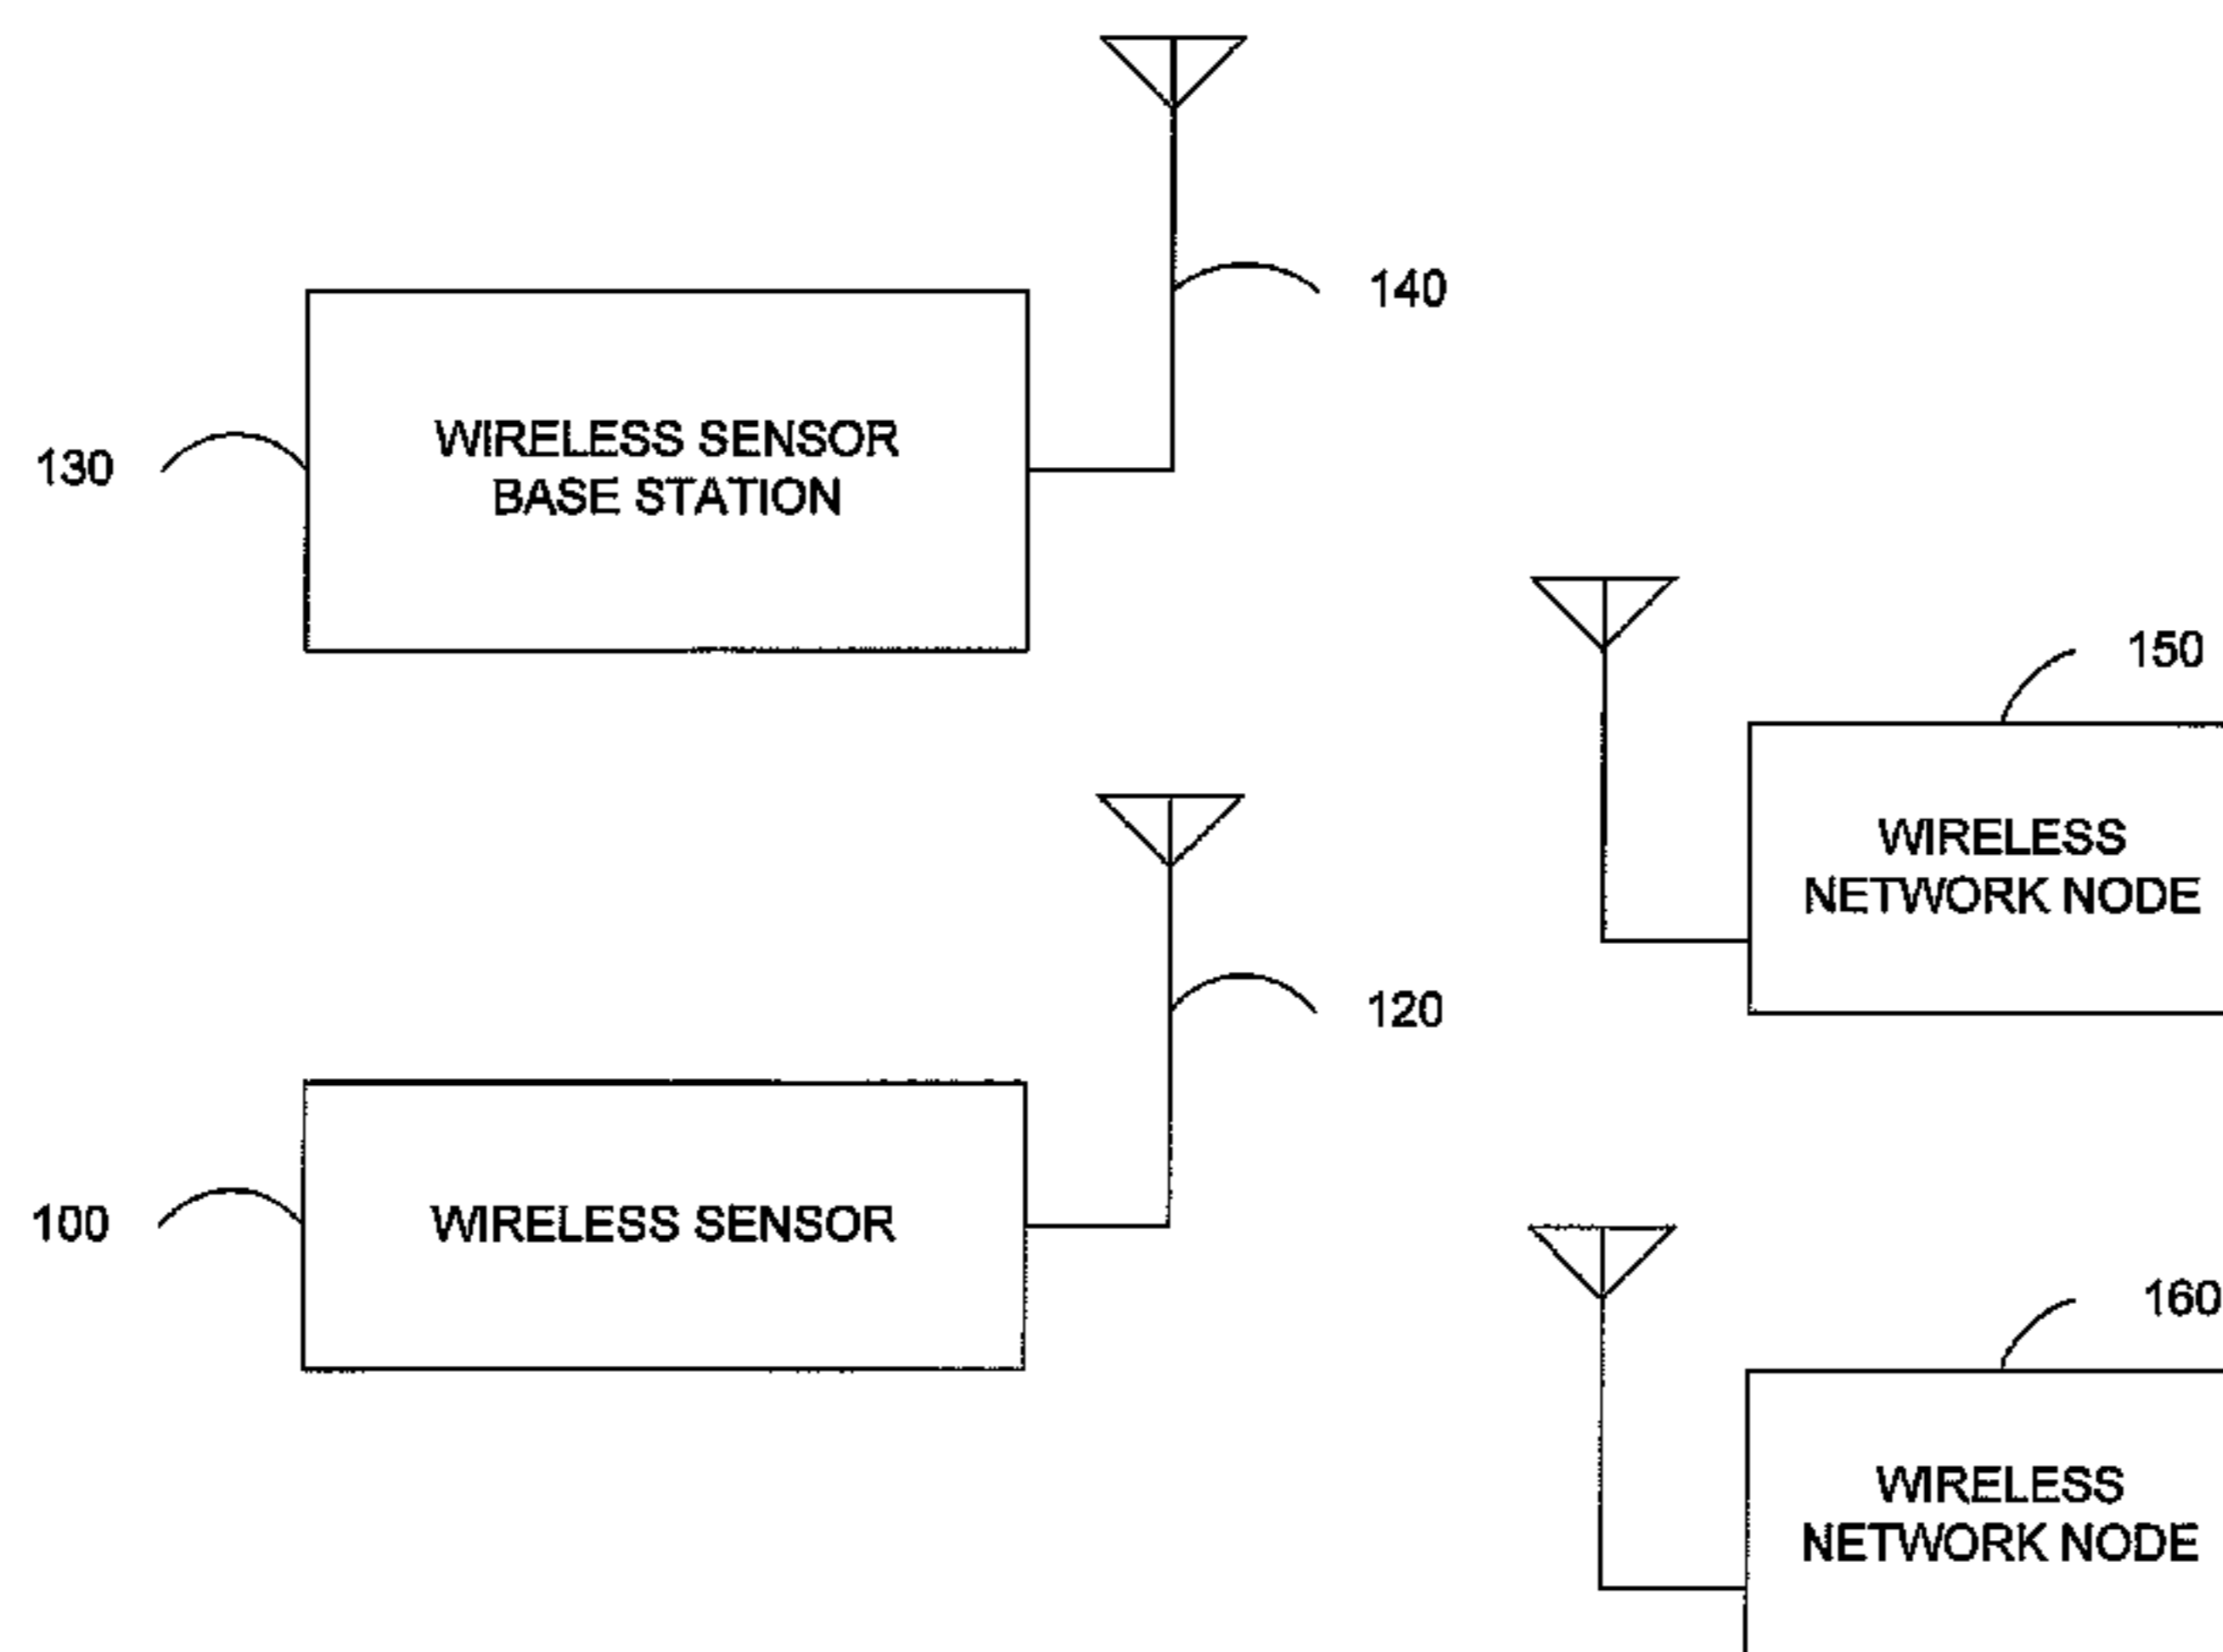 140
130
WIRELESS SENSOR
BASE STATION
150
WIRELESS
NETWORK NODE
120
100
WIRELESS SENSOR
160
WIRELESS
NETWORK NODE